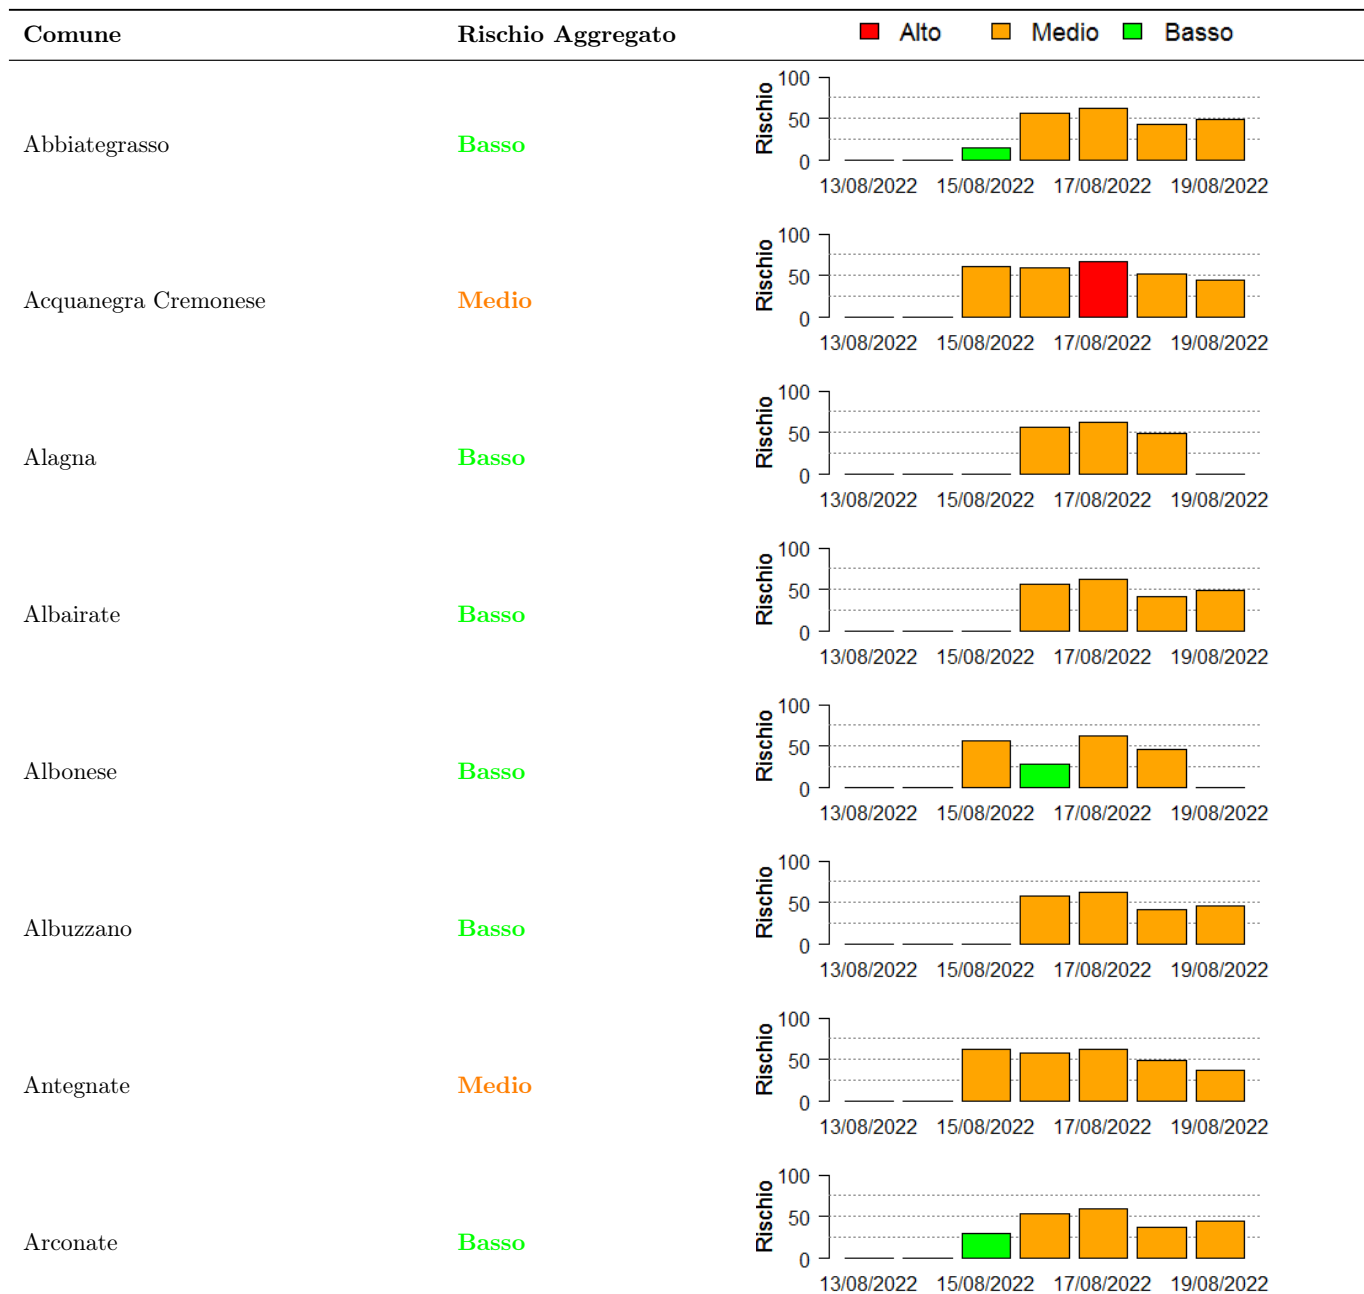 Comune Rischio Aggregato Alto Medio Basso
100
Rischio
50
Abbiategrasso Basso
0
13/08/2022 15/08/2022 17/08/2022 19/08/2022
100
Rischio
50
Acquanegra Cremonese Medio
0
13/08/2022 15/08/2022 17/08/2022 19/08/2022
100
Rischio
50
Alagna Basso
0
13/08/2022 15/08/2022 17/08/2022 19/08/2022
100
Rischio
50
Albairate Basso
0
13/08/2022 15/08/2022 17/08/2022 19/08/2022
100
Rischio
50
Albonese Basso
0
13/08/2022 15/08/2022 17/08/2022 19/08/2022
100
Rischio
50
Albuzzano Basso
0
13/08/2022 15/08/2022 17/08/2022 19/08/2022
100
Rischio
50
Antegnate Medio
0
13/08/2022 15/08/2022 17/08/2022 19/08/2022
100
Rischio
50
Arconate Basso
0
13/08/2022 15/08/2022 17/08/2022 19/08/2022